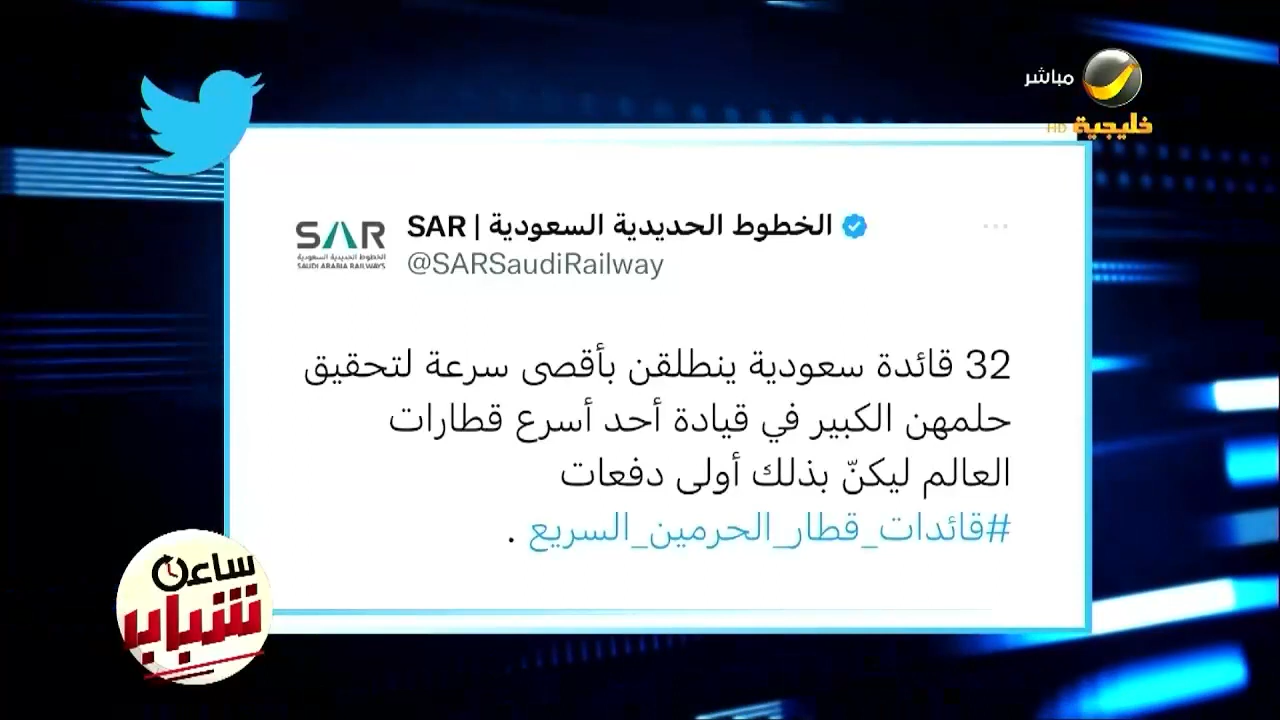 مباشر
خليجية HD
الخطوط الحديدية السعودية | SAR
@SARSaudiRailway
SAR
الخطوط الحديدية السعودية
SAUDI ARABIA RAILWAYS
32 قائدة سعودية ينطلقن بأقصى سرعة لتحقيق
حلمهن الكبير في قيادة أحد أسرع قطارات
العالم ليكنّ بذلك أولى دفعات
#قائدات_قطار_الحرمين_السريع .
ساعة
شباب